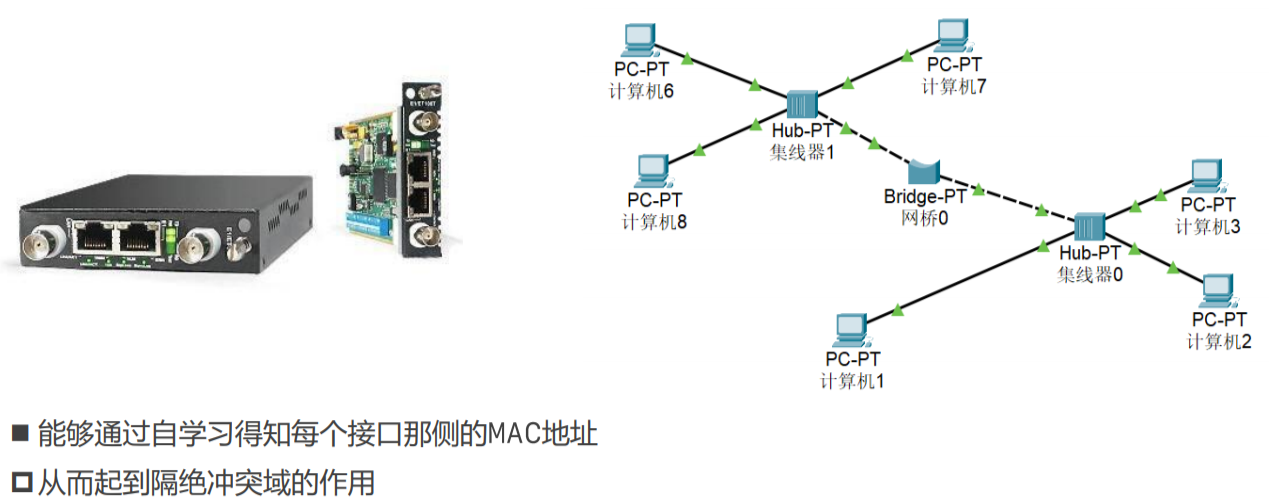 E1/ET100T
PC-PT
计算机6
PC-PT
计算机7
Hub-PT
集线器1
PC-PT
计算机8
Bridge-PT
网桥0
PC-PT
计算机3
Hub-PT
集线器0
PC-PT
计算机2
PC-PT
计算机1
■ 能够通过自学习得知每个接口那侧的MAC地址
从而起到隔绝冲突域的作用